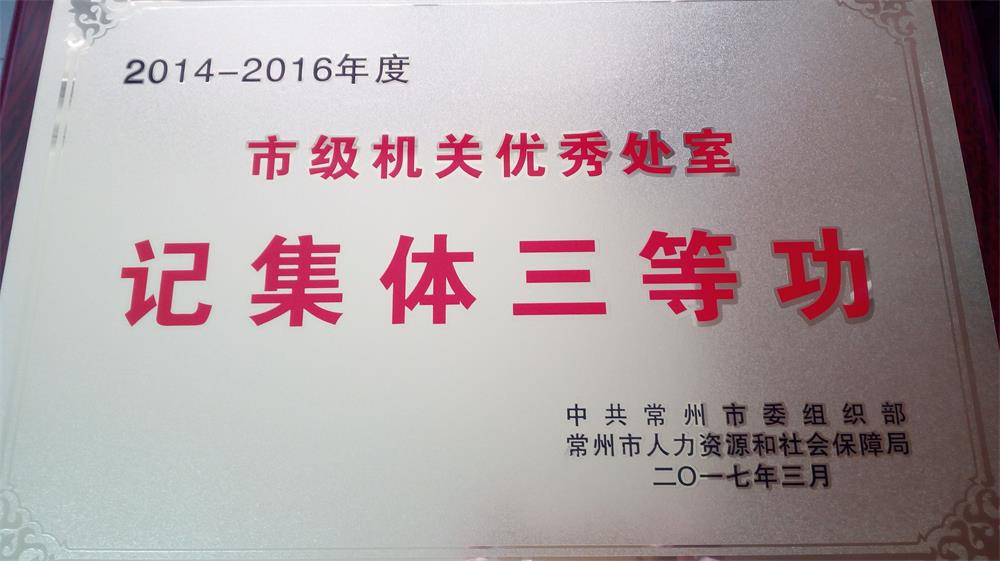 2014-2016年度
市级机关优秀处室
记集体三等功
中共常州市委组织部
常州市人力资源和社会保障局
二〇一七年三月